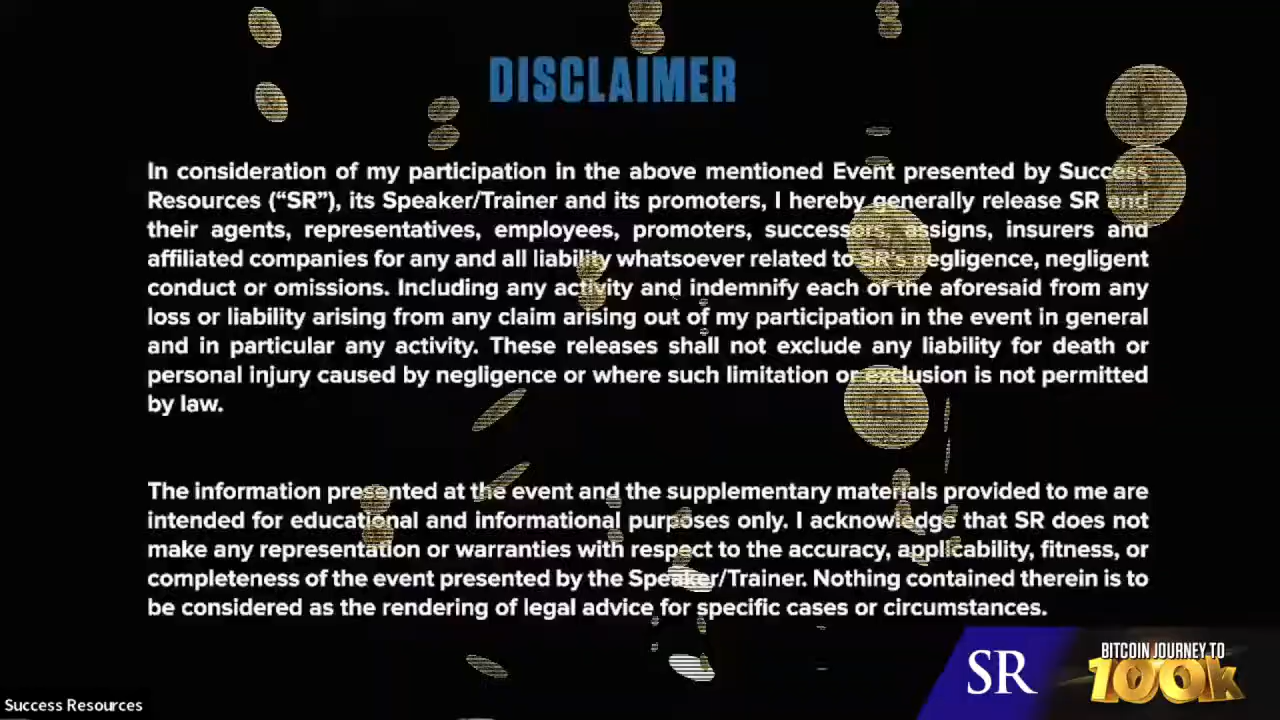 DISCLAIMER
In consideration of my participation in the above mentioned Event presented by Success
Resources (“SR”), its Speaker/Trainer and its promoters, I hereby generally release SR and
their agents, representatives, employees, promoters, successors, assigns, insurers and
affiliated companies for any and all liability whatsoever related to SR's negligence, negligent
conduct or omissions. Including any activity and indemnify each of the aforesaid from any
loss or liability arising from any claim arising out of my participation in the event in general
and in particular any activity. These releases shall not exclude any liability for death or
personal injury caused by negligence or where such limitation or exclusion is not permitted
by law.
The information presented at the event and the supplementary materials provided to me are
intended for educational and informational purposes only. I acknowledge that SR does not
make any representation or warranties with respect to the accuracy, applicability, fitness, or
completeness of the event presented by the Speaker/Trainer. Nothing contained therein is to
be considered as the rendering of legal advice for specific cases or circumstances.
SR
BITCOIN JOURNEY TO
100k
Success Resources